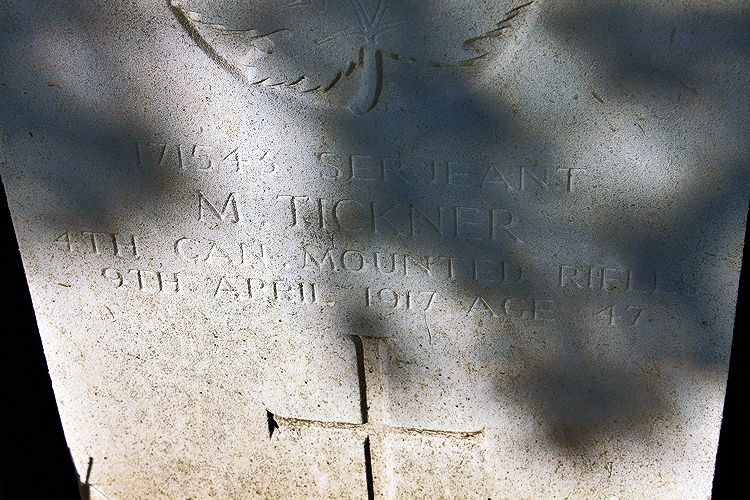 171543 SERJEANT
M. TICKNER
4TH CAN. MOUNTED RIFLES
9TH APRIL 1917 AGE 47